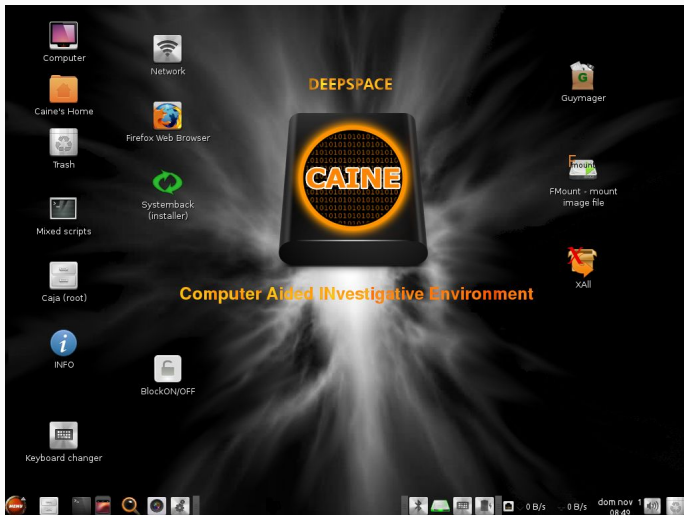 DEEPSPACE
CAINE
Computer Aided INvestigative Environment
Computer
Caine's Home
Trash
Mixed scripts
Caja (root)
INFO
Keyboard changer
Network
Firefox Web Browser
Systemback
(installer)
BlockON/OFF
Guymager
Fmount
FMount - mount
image file
XAll
MENU
0 B/s
0 B/s
dom nov 1
08:49